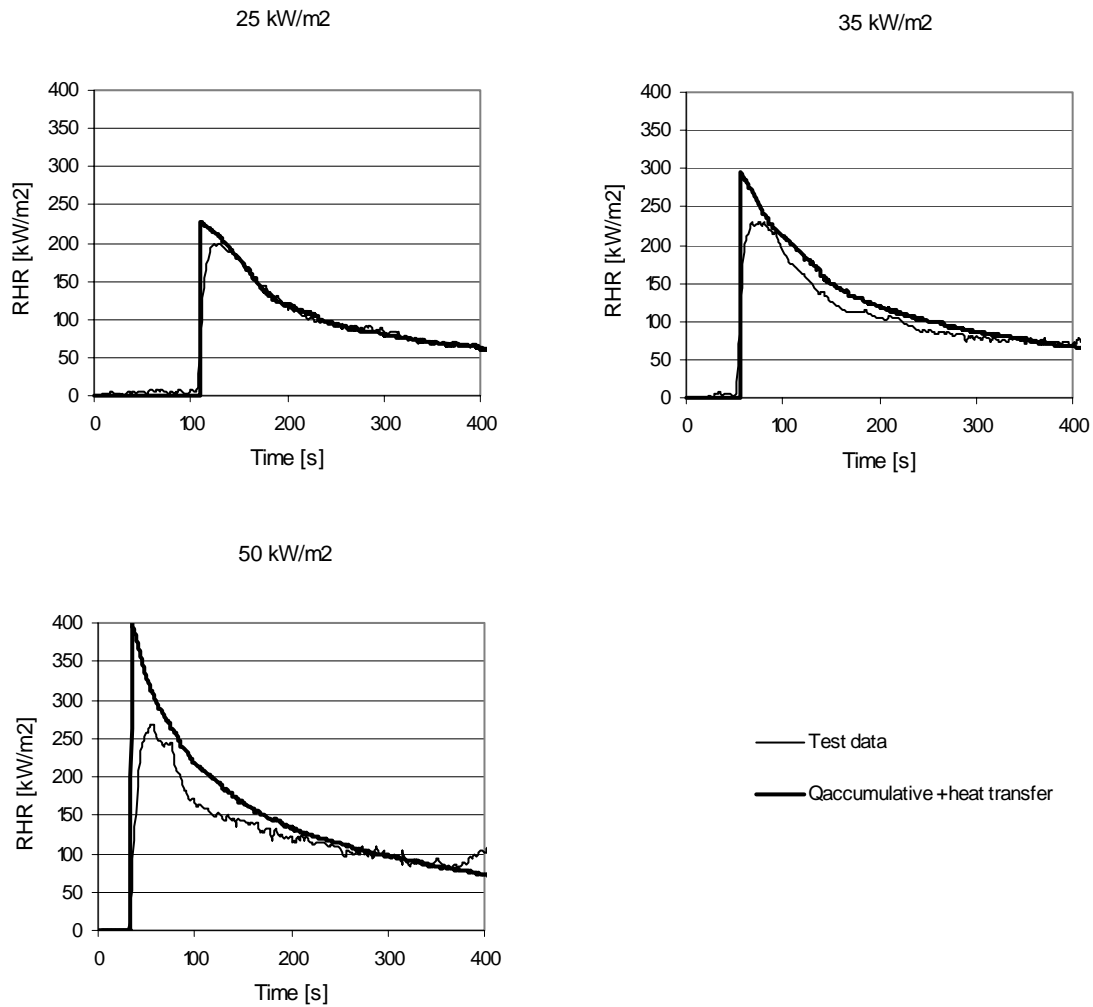 25 kW/m2
400
350
300
250
200
150
100
50
0
RHR [kW/m2]
0 100 200 300 400
Time [s]
35 kW/m2
400
350
300
250
200
150
100
50
0
RHR [kW/m2]
0 100 200 300 400
Time [s]
50 kW/m2
400
350
300
250
200
150
100
50
0
RHR [kW/m2]
0 100 200 300 400
Time [s]
Test data
Qaccumulative +heat transfer